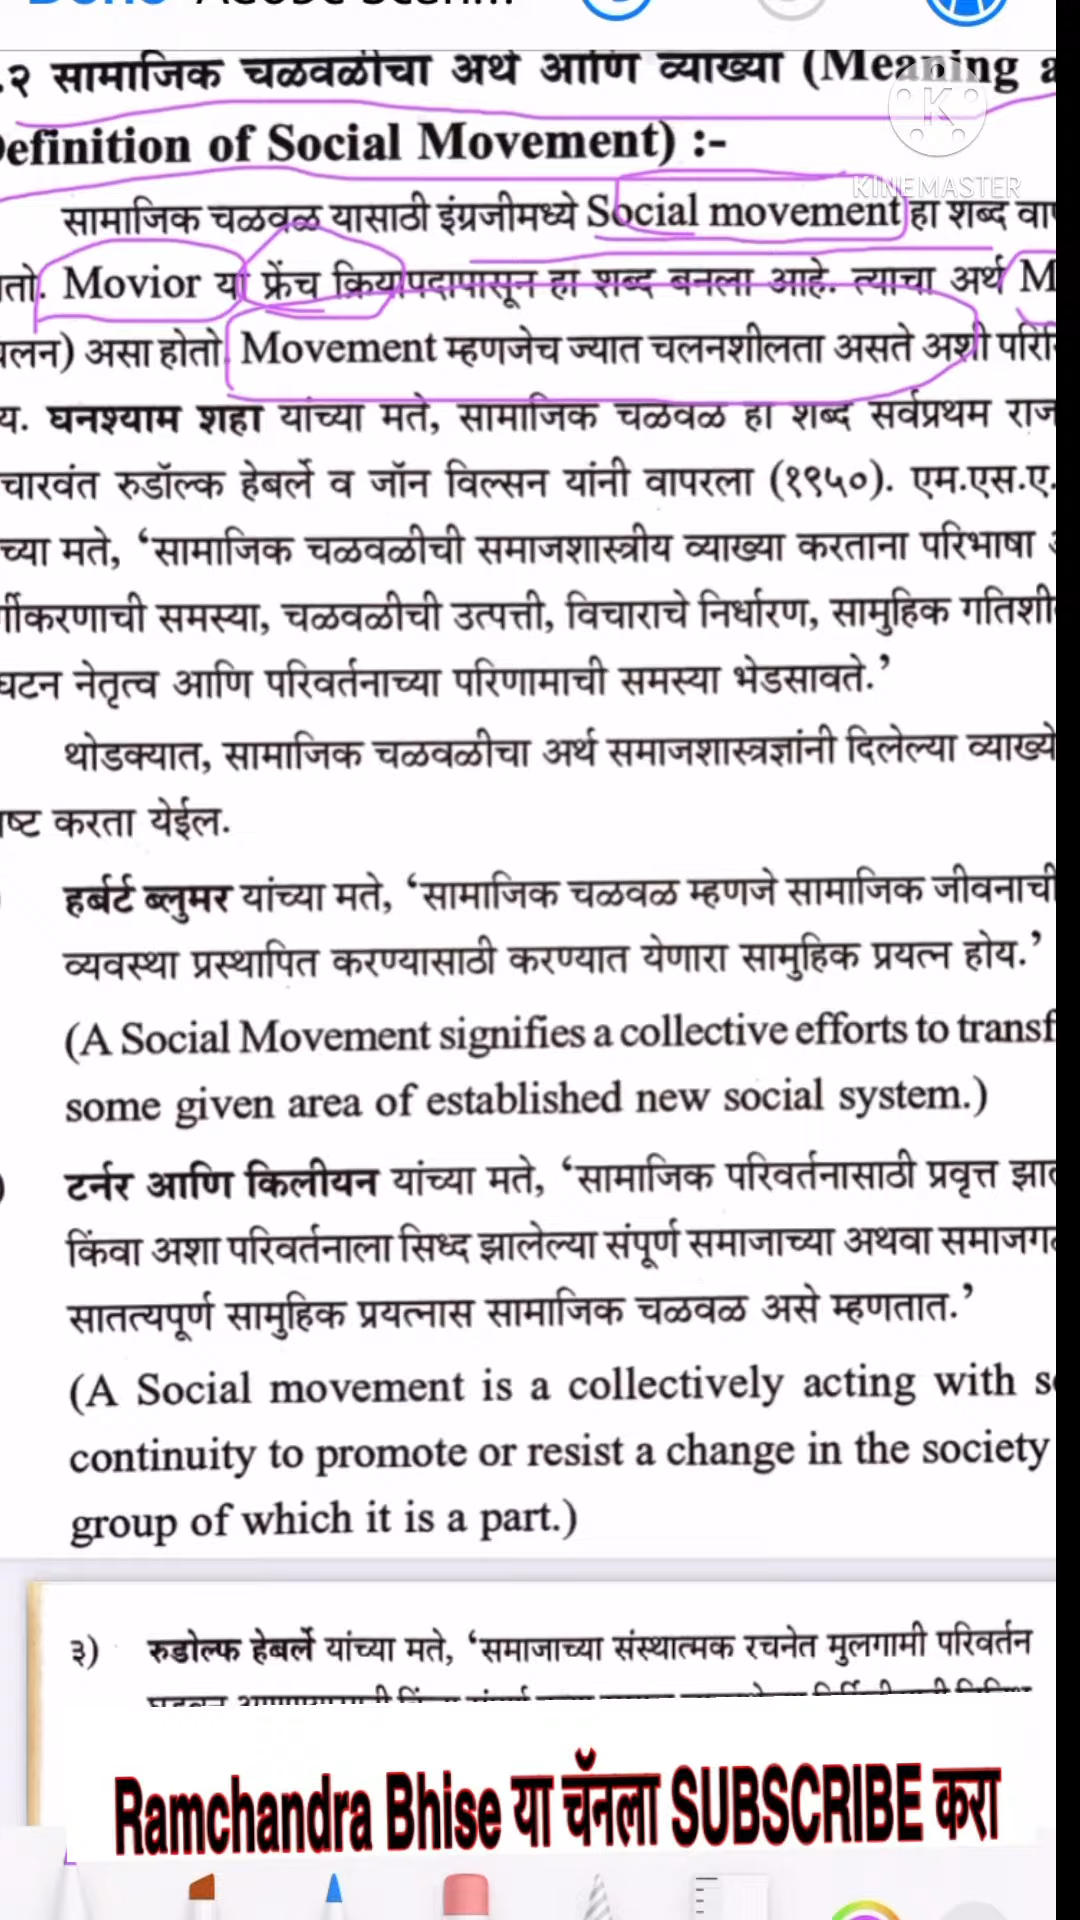 .२ सामाजिक चळवळीचा अर्थ आणि व्याख्या (Meaning a
efinition of Social Movement) :-
KINEMASTER
सामाजिक चळवळ यासाठी इंग्रजीमध्ये Social movement हा शब्द वा
तो. Movior या फ्रेंच क्रियापदापासून हा शब्द बनला आहे. त्याचा अर्थ M
लन) असा होतो. Movement म्हणजेच ज्यात चलनशीलता असते अशी परि
य. घनश्याम शहा यांच्या मते, सामाजिक चळवळ हा शब्द सर्वप्रथम राज
चारवंत रुडॉल्क हेबर्ले व जॉन विल्सन यांनी वापरला (१९५०). एम.एस.ए.
च्या मते, ‘सामाजिक चळवळीची समाजशास्त्रीय व्याख्या करताना परिभाषा
र्गीकरणाची समस्या, चळवळीची उत्पत्ती, विचाराचे निर्धारण, सामुहिक गतिशी
घटन नेतृत्व आणि परिवर्तनाच्या परिणामाची समस्या भेडसावते.’
थोडक्यात, सामाजिक चळवळीचा अर्थ समाजशास्त्रज्ञांनी दिलेल्या व्याख्ये
ष्ट करता येईल.
हर्बर्ट ब्लुमर यांच्या मते, ‘सामाजिक चळवळ म्हणजे सामाजिक जीवनाची
व्यवस्था प्रस्थापित करण्यासाठी करण्यात येणारा सामुहिक प्रयत्न होय.’
(A Social Movement signifies a collective efforts to transf
some given area of established new social system.)
) टर्नर आणि किलीयन यांच्या मते, ‘सामाजिक परिवर्तनासाठी प्रवृत्त झा
किंवा अशा परिवर्तनाला सिध्द झालेल्या संपूर्ण समाजाच्या अथवा समाजग
सातत्यपूर्ण सामुहिक प्रयत्नास सामाजिक चळवळ असे म्हणतात.’
(A Social movement is a collectively acting with s
continuity to promote or resist a change in the society
group of which it is a part.)
३) रुडोल्फ हेबर्ले यांच्या मते, ‘समाजाच्या संस्थात्मक रचनेत मुलगामी परिवर्तन
Ramchandra Bhise या चॅनला SUBSCRIBE करा